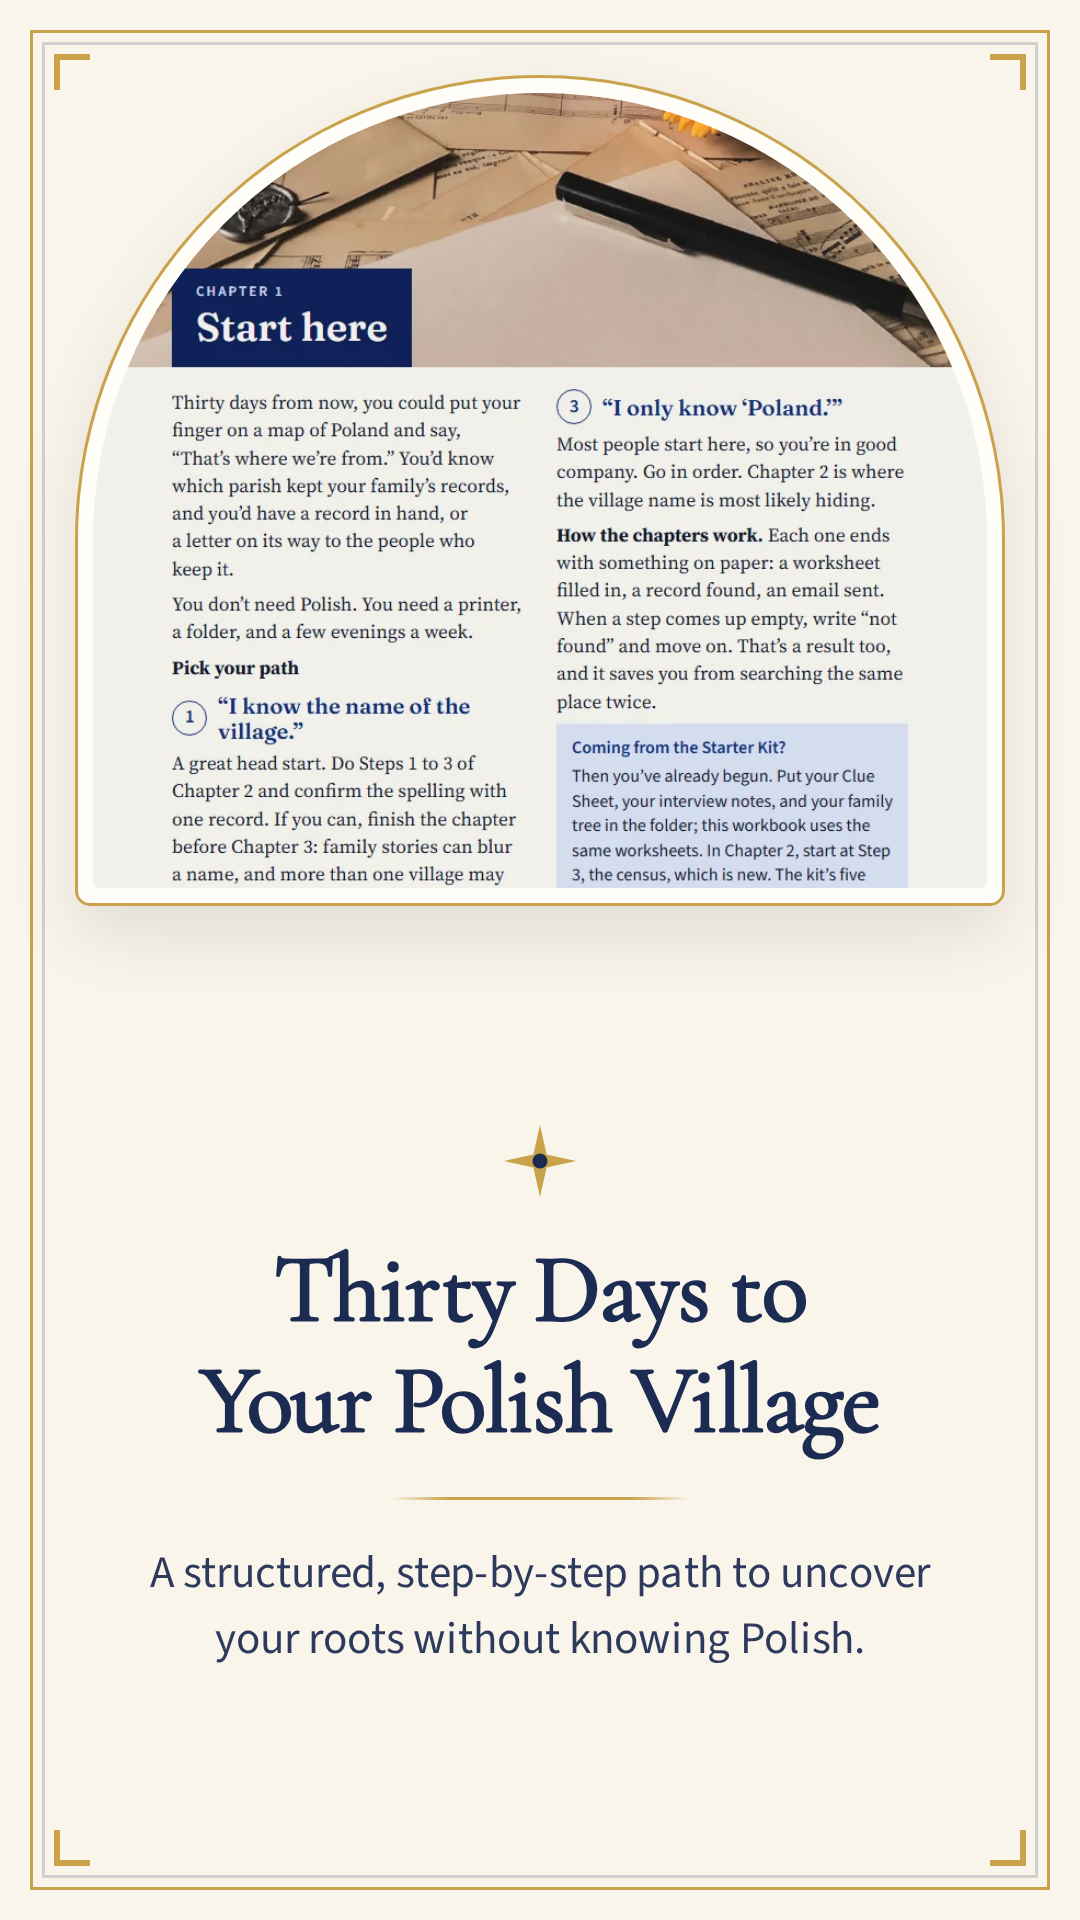 CHAPTER 1
Start here
Thirty days from now, you could put your
finger on a map of Poland and say,
“That’s where we’re from.” You’d know
which parish kept your family’s records,
and you’d have a record in hand, or
a letter on its way to the people who
keep it.
You don’t need Polish. You need a printer,
a folder, and a few evenings a week.
Pick your path
1 “I know the name of the
village.”
A great head start. Do Steps 1 to 3 of
Chapter 2 and confirm the spelling with
one record. If you can, finish the chapter
before Chapter 3: family stories can blur
a name, and more than one village may
3 “I only know ‘Poland.’”
Most people start here, so you’re in good
company. Go in order. Chapter 2 is where
the village name is most likely hiding.
How the chapters work. Each one ends
with something on paper: a worksheet
filled in, a record found, an email sent.
When a step comes up empty, write “not
found” and move on. That’s a result too,
and it saves you from searching the same
place twice.
Coming from the Starter Kit?
Then you’ve already begun. Put your Clue
Sheet, your interview notes, and your family
tree in the folder; this workbook uses the
same worksheets. In Chapter 2, start at Step
3, the census, which is new. The kit’s five
Thirty Days to
Your Polish Village
A structured, step-by-step path to uncover
your roots without knowing Polish.